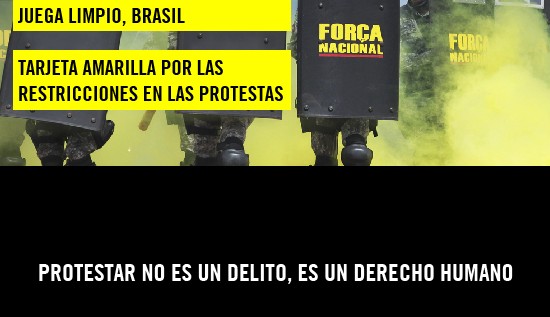 JUEGA LIMPIO, BRASIL
TARJETA AMARILLA POR LAS
RESTRICCIONES EN LAS PROTESTAS
FORÇA
NACIONAL
FORÇA
NACIONAL
PROTESTAR NO ES UN DELITO, ES UN DERECHO HUMANO